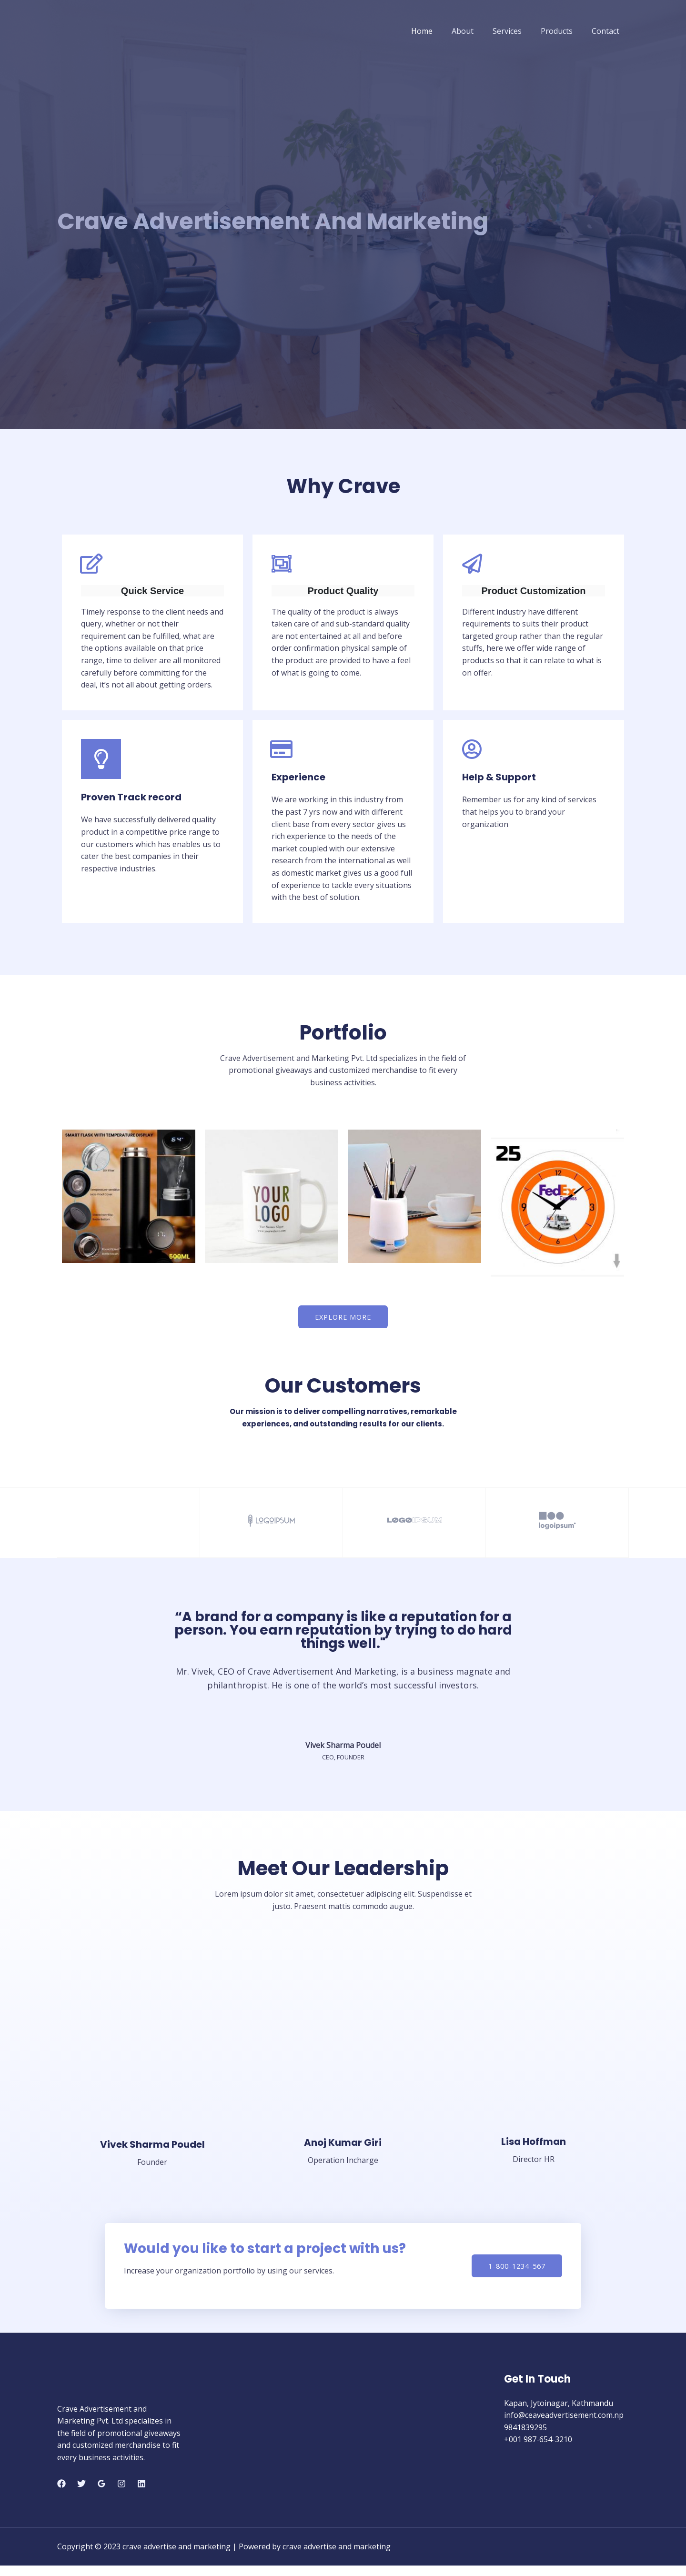 Home About Services Products Contact
Crave Advertisement And Marketing
Why Crave
Quick Service
Timely response to the client needs and
query, whether or not their
requirement can be fulfilled, what are
the options available on that price
range, time to deliver are all monitored
carefully before committing for the
deal, it's not all about getting orders.
Product Quality
The quality of the product is always
taken care of and sub-standard quality
are not entertained at all and before
order confirmation physical sample of
the product are provided to have a feel
of what is going to come.
Product Customization
Different industry have different
requirements to suits their product
targeted group rather than the regular
stuffs, here we offer wide range of
products so that it can relate to what is
on offer.
Proven Track record
We have successfully delivered quality
product in a competitive price range to
our customers which has enables us to
cater the best companies in their
respective industries.
Experience
We are working in this industry from
the past 7 yrs now and with different
client base from every sector gives us
rich experience to the needs of the
market coupled with our extensive
research from the international as well
as domestic market gives us a good full
of experience to tackle every situations
with the best of solution.
Help & Support
Remember us for any kind of services
that helps you to brand your
organization
Portfolio
Crave Advertisement and Marketing Pvt. Ltd specializes in the field of
promotional giveaways and customized merchandise to fit every
business activities.
SMART FLASK WITH TEMPERATURE DISPLAY
64°
500ML
YOUR
LOGO
25
12
3
6
9
FedEx
EXPLORE MORE
Our Customers
Our mission is to deliver compelling narratives, remarkable
experiences, and outstanding results for our clients.
LOGOIPSUM
LOGOIPSUM
logoipsum
“A brand for a company is like a reputation for a
person. You earn reputation by trying to do hard
things well."
Mr. Vivek, CEO of Crave Advertisement And Marketing, is a business magnate and
philanthropist. He is one of the world's most successful investors.
Vivek Sharma Poudel
CEO, FOUNDER
Meet Our Leadership
Lorem ipsum dolor sit amet, consectetuer adipiscing elit. Suspendisse et
justo. Praesent mattis commodo augue.
Vivek Sharma Poudel
Founder
Anoj Kumar Giri
Operation Incharge
Lisa Hoffman
Director HR
Would you like to start a project with us?
Increase your organization portfolio by using our services.
1-800-1234-567
Crave Advertisement and
Marketing Pvt. Ltd specializes in
the field of promotional giveaways
and customized merchandise to fit
every business activities.
Get In Touch
Kapan, Jytoinagar, Kathmandu
info@ceaveadvertisement.com.np
9841839295
+001 987-654-3210
Copyright © 2023 crave advertise and marketing | Powered by crave advertise and marketing